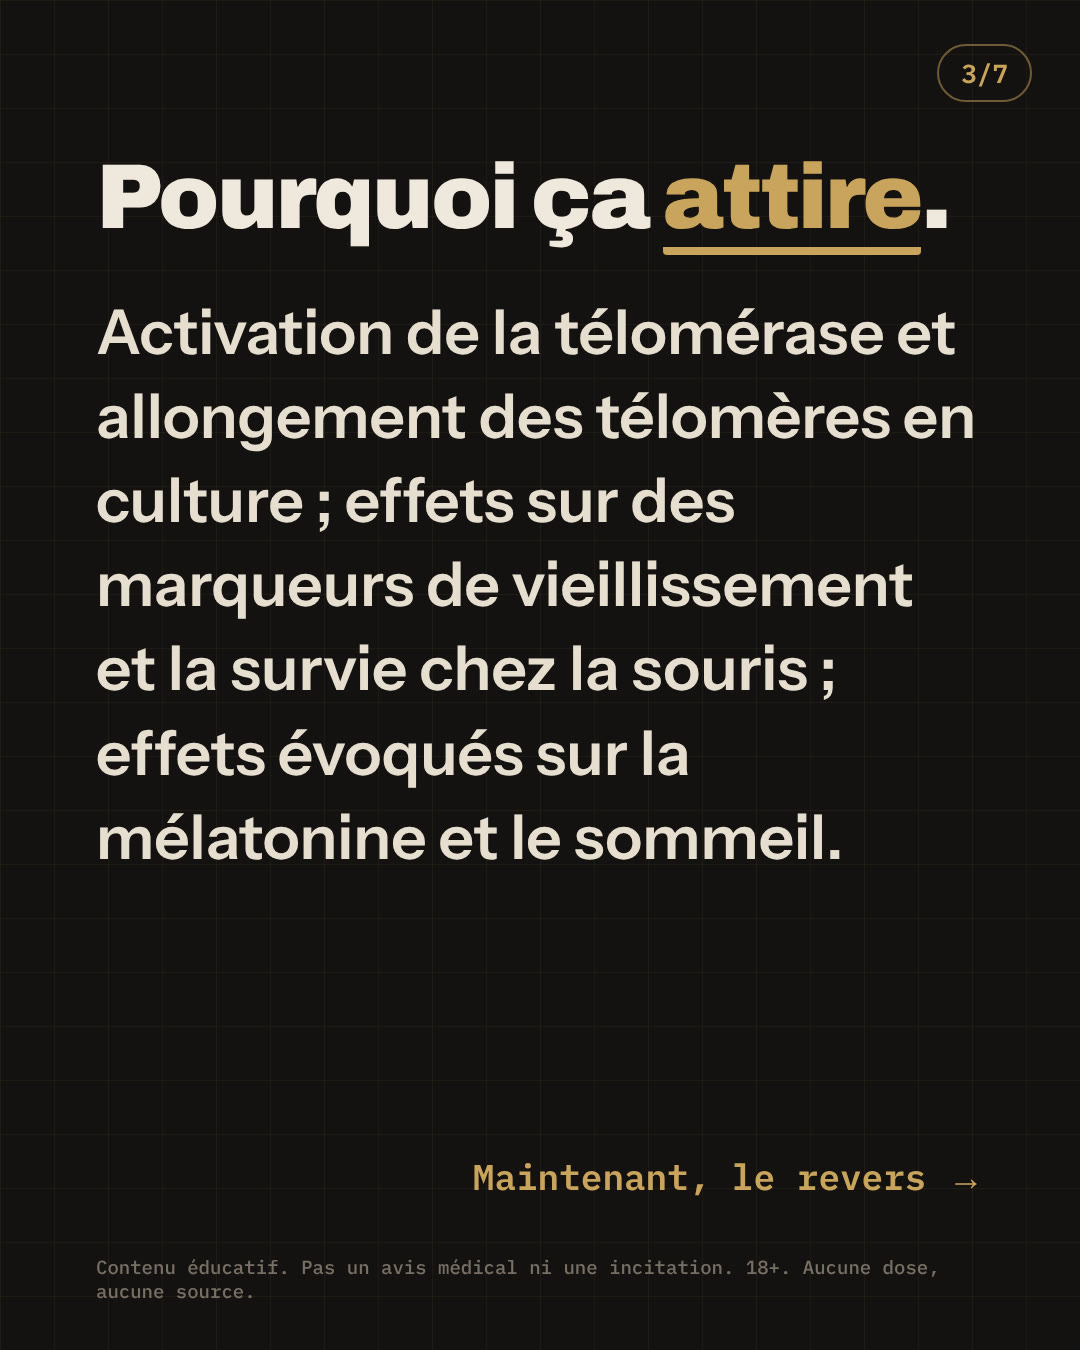 3/7
Pourquoi ça attire.
Activation de la télomérase et
allongement des télomères en
culture ; effets sur des
marqueurs de vieillissement
et la survie chez la souris ;
effets évoqués sur la
mélatonine et le sommeil.
Maintenant, le revers →
Contenu éducatif. Pas un avis médical ni une incitation. 18+. Aucune dose,
aucune source.